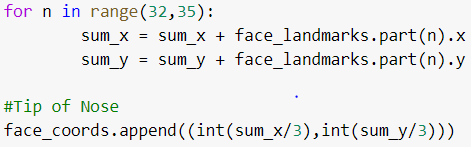 for n in range(32,35):
        sum_x = sum_x + face_landmarks.part(n).x
        sum_y = sum_y + face_landmarks.part(n).y

#Tip of Nose
face_coords.append((int(sum_x/3),int(sum_y/3)))